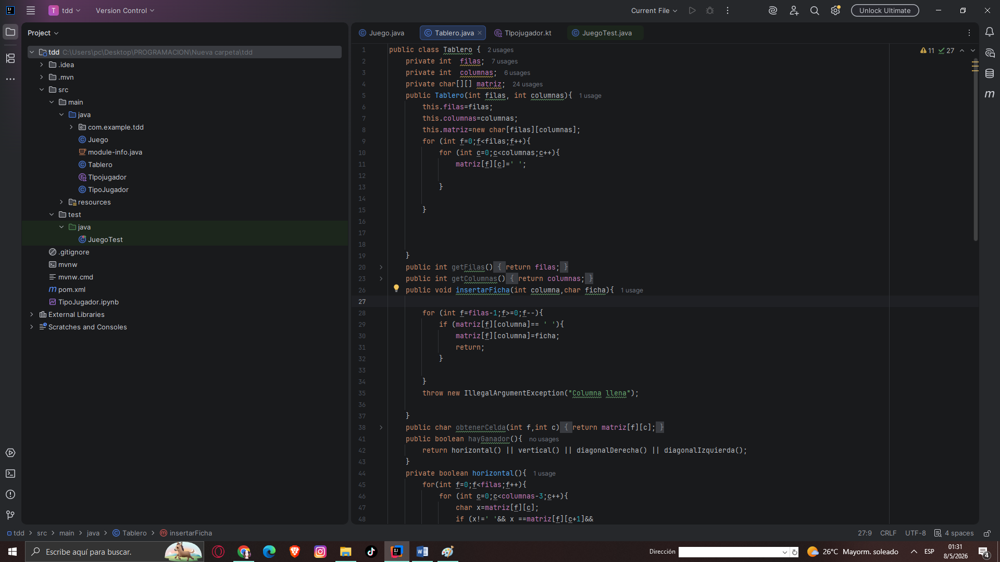 tdd
Version Control
Current File
Unlock Ultimate
Project
tdd C:\Users\pc\Desktop\PROGRAMACION\Nueva carpeta\tdd
.idea
.mvn
src
main
java
com.example.tdd
Juego
module-info.java
Tablero
TIpojugador
TipoJugador
resources
test
java
JuegoTest
.gitignore
mvnw
mvnw.cmd
pom.xml
TipoJugador.ipynb
External Libraries
Scratches and Consoles
Juego.java Tablero.java TIpojugador.kt JuegoTest.java
11 27
1 public class Tablero { 2 usages
2 private int filas; 7 usages
3 private int columnas; 6 usages
4 private char[][] matriz; 24 usages
5 public Tablero(int filas, int columnas){ 1 usage
6 this.filas=filas;
7 this.columnas=columnas;
8 this.matriz=new char[filas][columnas];
9 for (int f=0;f<filas;f++){
10 for (int c=0;c<columnas;c++){
11 matriz[f][c]=' ';
12
13 }
14
15 }
16
17
18
19 }
20 public int getFilas() { return filas; }
23 public int getColumnas() { return columnas; }
26 public void insertarFicha(int columna,char ficha){ 1 usage
27
28 for (int f=filas-1;f>=0;f--){
29 if (matriz[f][columna]== ' '){
30 matriz[f][columna]=ficha;
31 return;
32 }
33
34 }
35 throw new IllegalArgumentException("Columna llena");
36
37 }
38 public char obtenerCelda(int f,int c) { return matriz[f][c]; }
41 public boolean hayGanador(){ no usages
42 return horizontal() || vertical() || diagonalDerecha() || diagonalIzquierda();
43 }
44 private boolean horizontal(){ 1 usage
45 for(int f=0;f<filas;f++){
46 for (int c=0;c<columnas-3;c++){
47 char x=matriz[f][c];
48 if (x!=' '&& x ==matriz[f][c+1]&&
tdd src main java Tablero insertarFicha
27:9 CRLF UTF-8 4 spaces
Escribe aquí para buscar.
Dirección
26°C Mayorm. soleado
ESP
01:31
8/5/2026
4